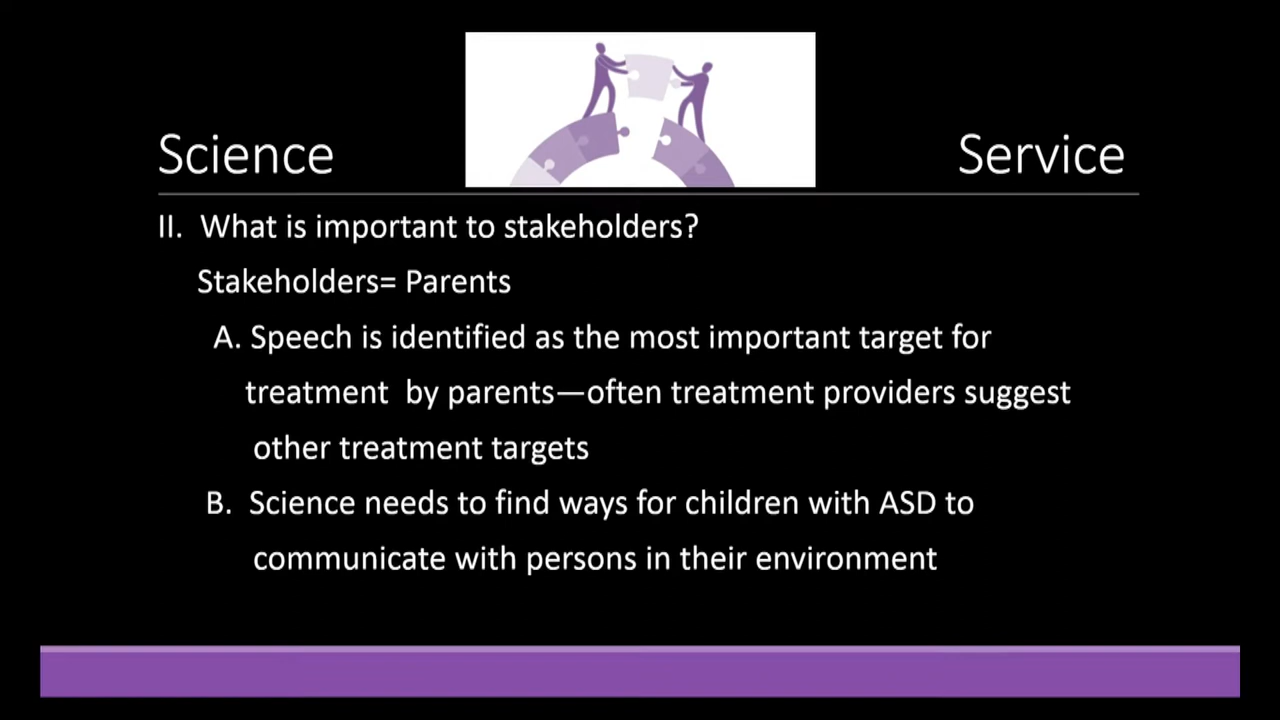 Science Service
II. What is important to stakeholders?
Stakeholders= Parents
A. Speech is identified as the most important target for
treatment by parents—often treatment providers suggest
other treatment targets
B. Science needs to find ways for children with ASD to
communicate with persons in their environment